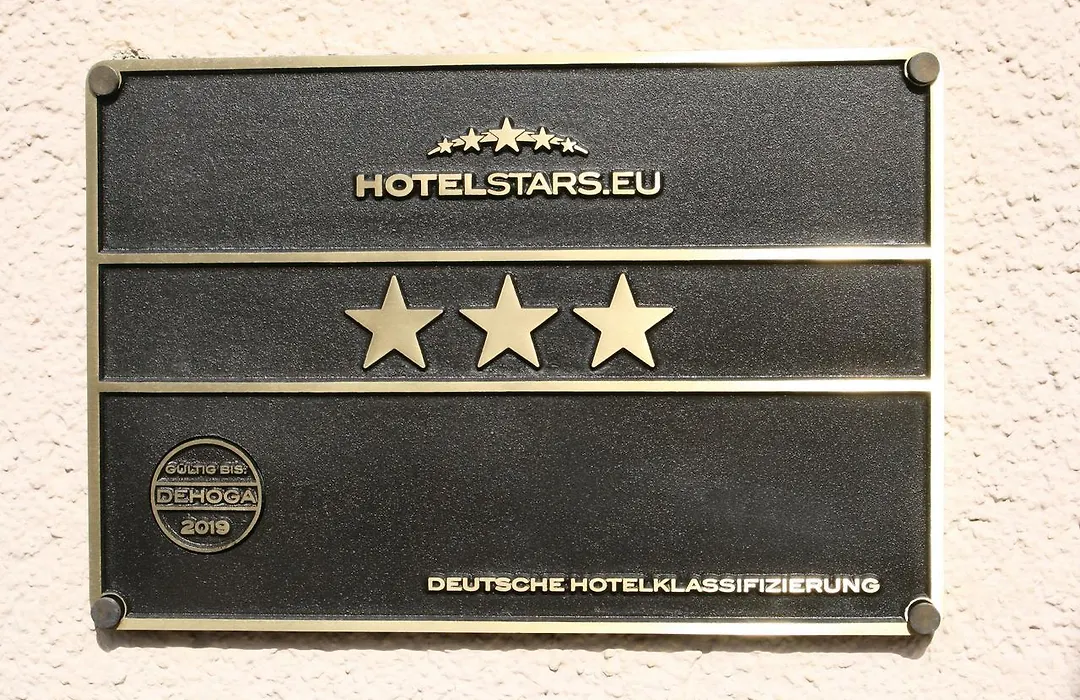 HOTELSTARS.EU
GÜLTIG BIS:
DEHOGA
2019
DEUTSCHE HOTELKLASSIFIZIERUNG